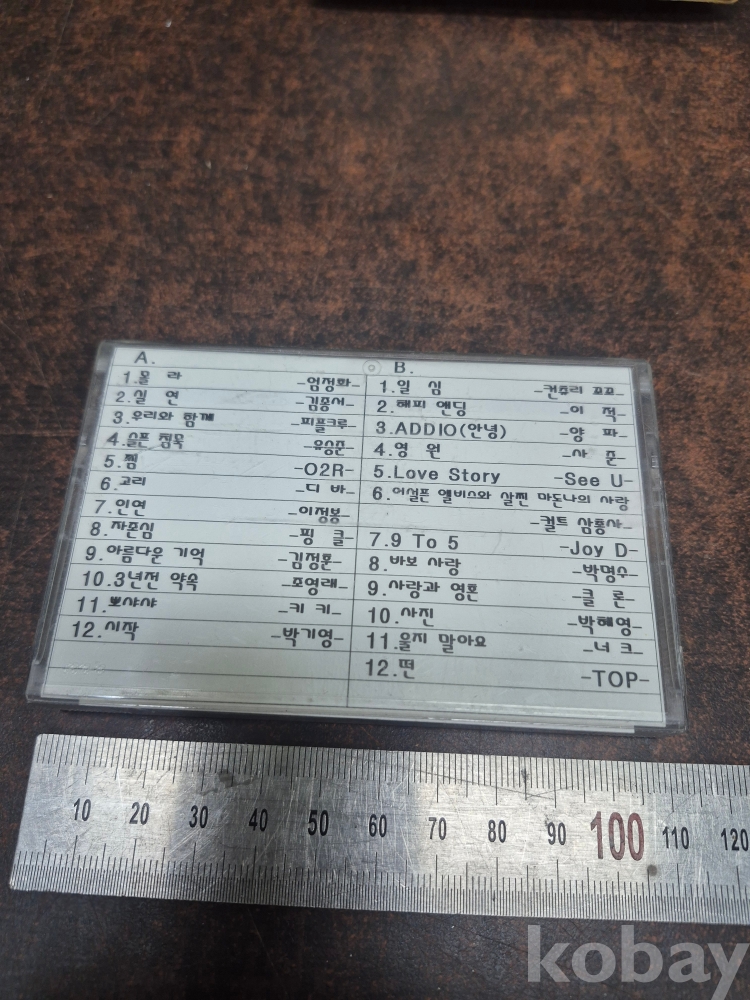 A.
1.몰 라 -엄정화-
2.실 연 -김종서-
3.우리와 함께 -피플크루-
4.슬픈 침묵 -유승준-
5.찜 -O2R-
6.고리 -디 바-
7.인연 -이정봉-
8.자존심 -핑 클-
9.아름다운 기억 -김정훈-
10.3년전 약속 -조영래-
11.뽀샤샤 -키 키-
12.시작 -박기영-
B.
1.일 심 -컨츄리 꼬꼬-
2.해피 앤딩 -이 적-
3.ADDIO(안녕) -양 파-
4.영 원 -사 준-
5.Love Story -See U-
6.어설픈 엘비스와 살찐 마돈나의 사랑
-컬트 삼총사-
7.9 To 5 -Joy D-
8.바보 사랑 -박명수-
9.사랑과 영혼 -클 론-
10.사진 -박혜영-
11.울지 말아요 -너 크-
12.떤 -TOP-
10 20 30 40 50 60 70 80 90 100 110 120
kobay